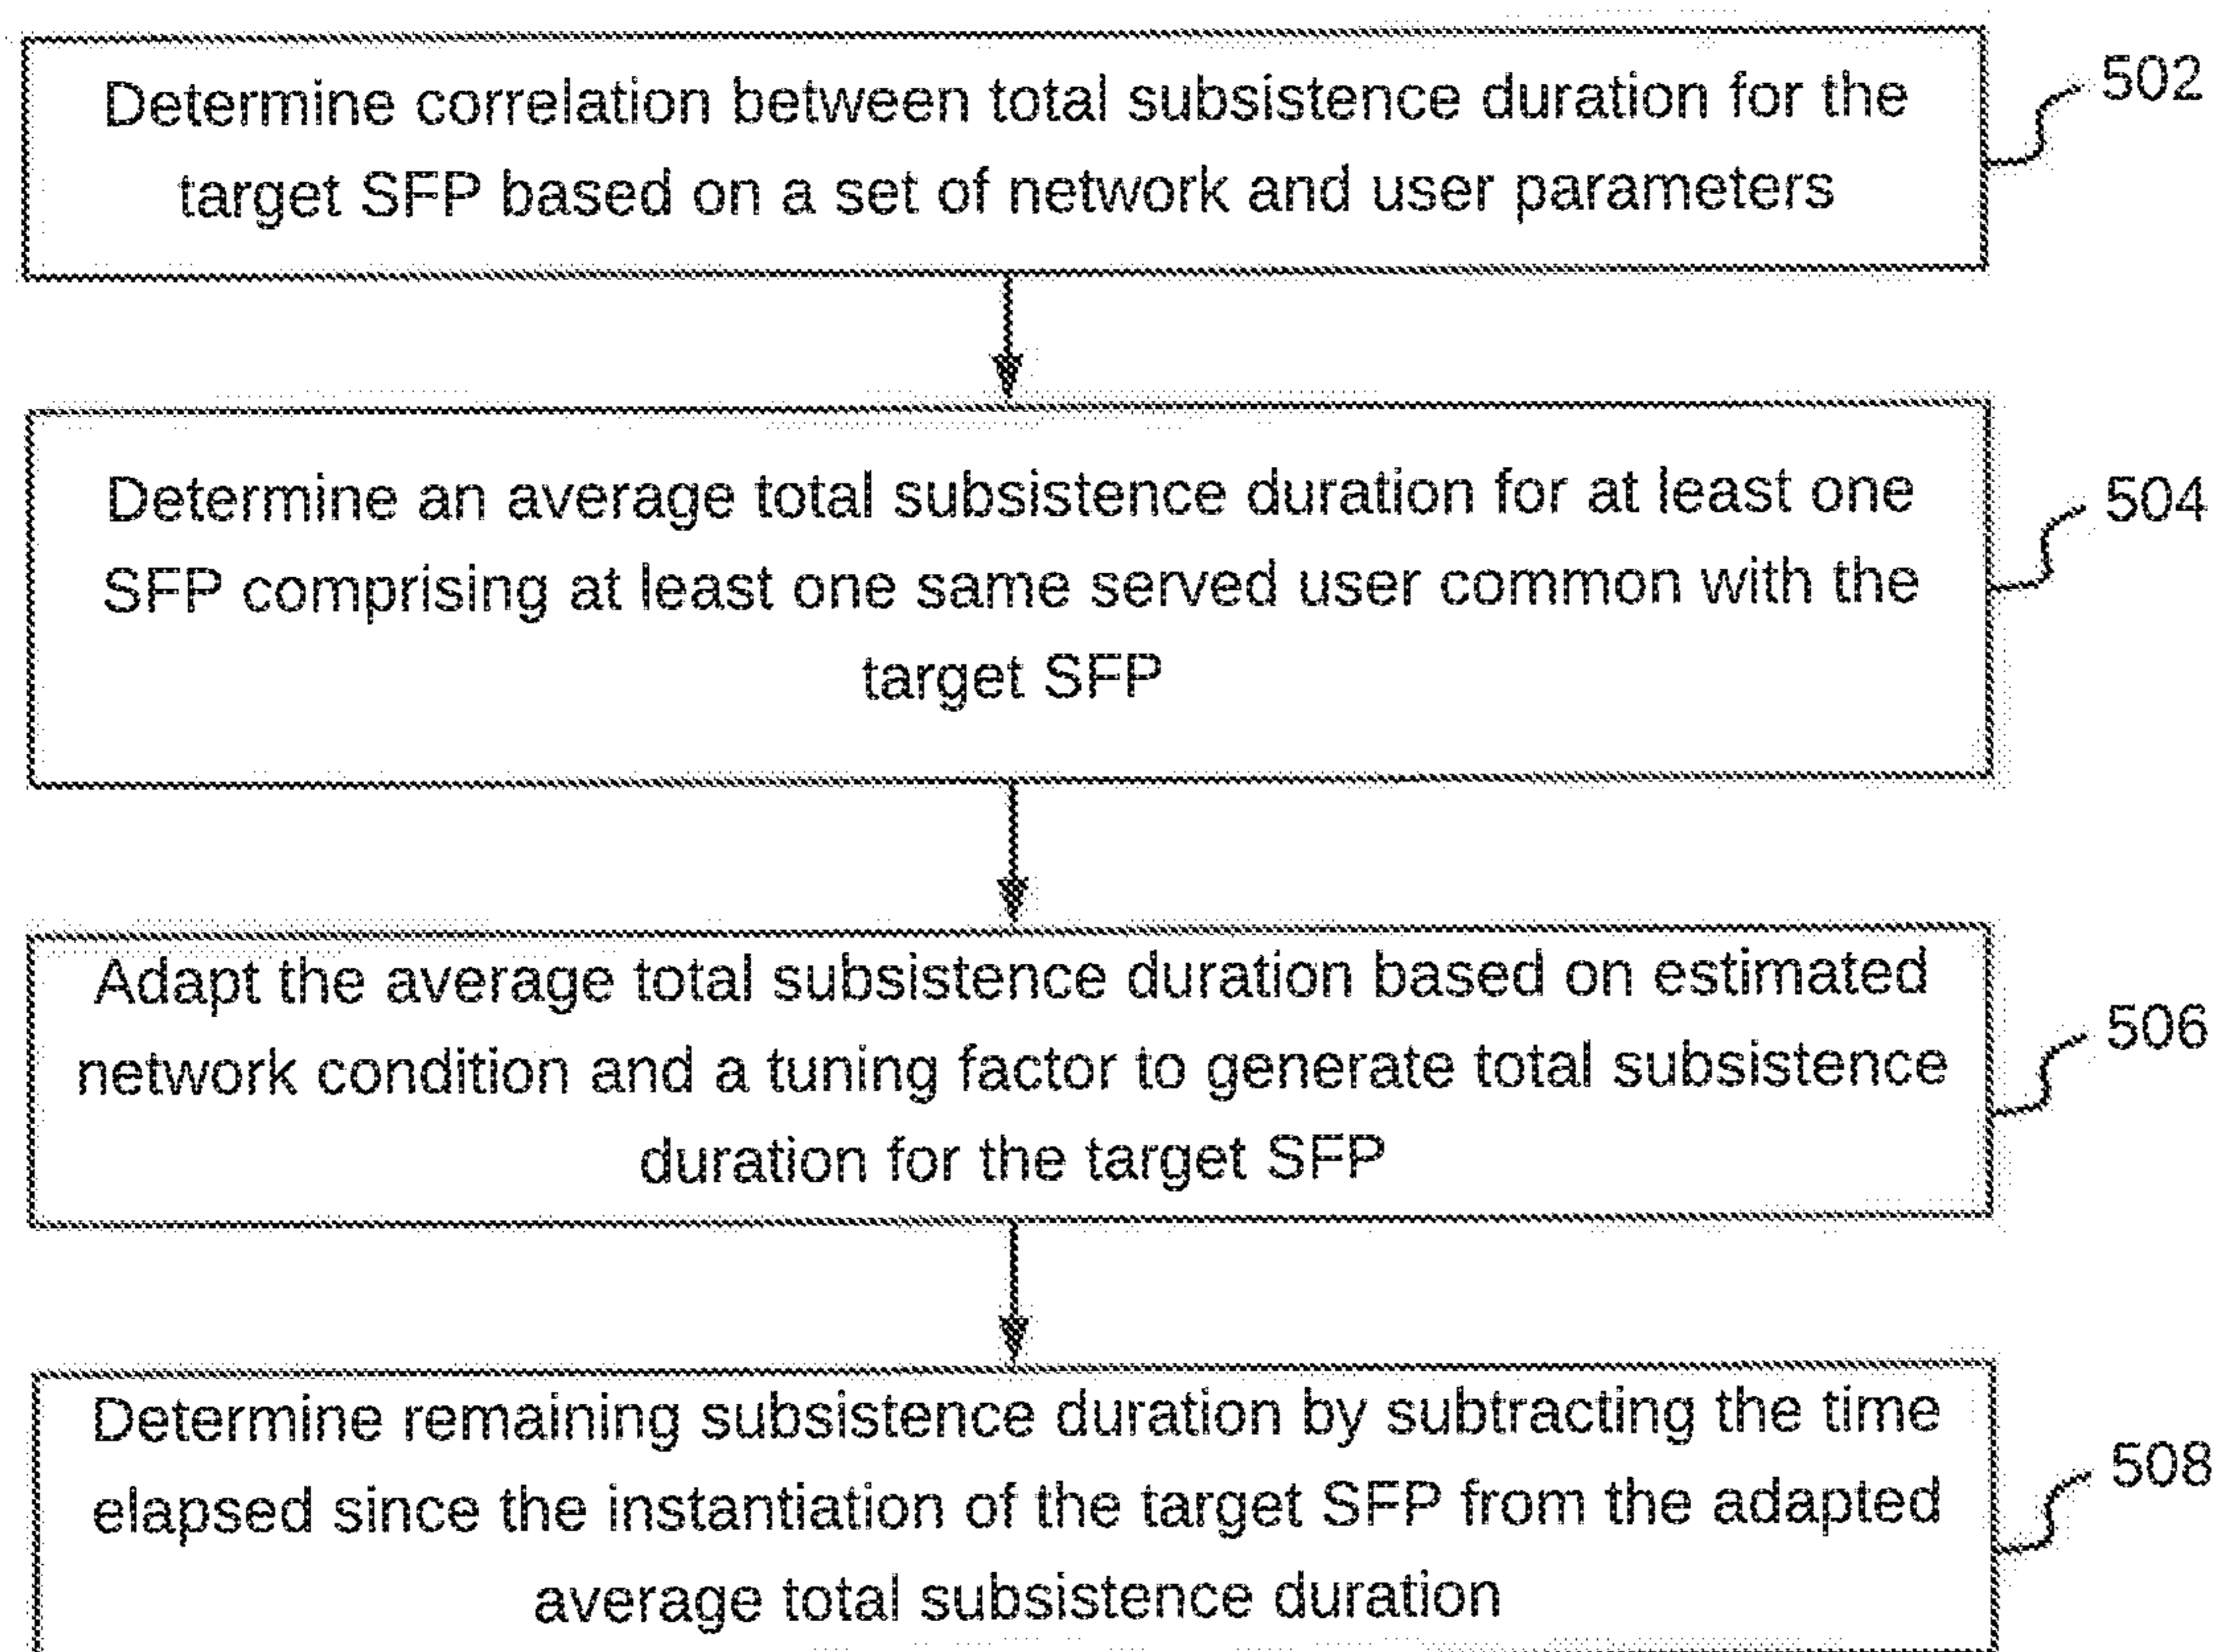 Determine correlation between total subsistence duration for the
target SFP based on a set of network and user parameters
502
Determine an average total subsistence duration for at least one
SFP comprising at least one same served user common with the
target SFP
504
Adapt the average total subsistence duration based on estimated
network condition and a tuning factor to generate total subsistence
duration for the target SFP
506
Determine remaining subsistence duration by subtracting the time
elapsed since the instantiation of the target SFP from the adapted
average total subsistence duration
508